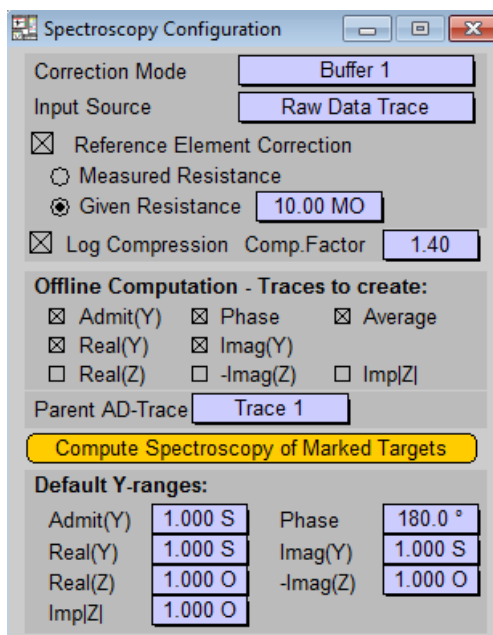 Spectroscopy Configuration
Correction Mode Buffer 1
Input Source Raw Data Trace
Reference Element Correction
Measured Resistance
Given Resistance 10.00 MO
Log Compression Comp.Factor 1.40
Offline Computation - Traces to create:
Admit(Y) Phase Average
Real(Y) Imag(Y)
Real(Z) -Imag(Z) Imp|Z|
Parent AD-Trace Trace 1
Compute Spectroscopy of Marked Targets
Default Y-ranges:
Admit(Y) 1.000 S Phase 180.0 °
Real(Y) 1.000 S Imag(Y) 1.000 S
Real(Z) 1.000 O -Imag(Z) 1.000 O
Imp|Z| 1.000 O